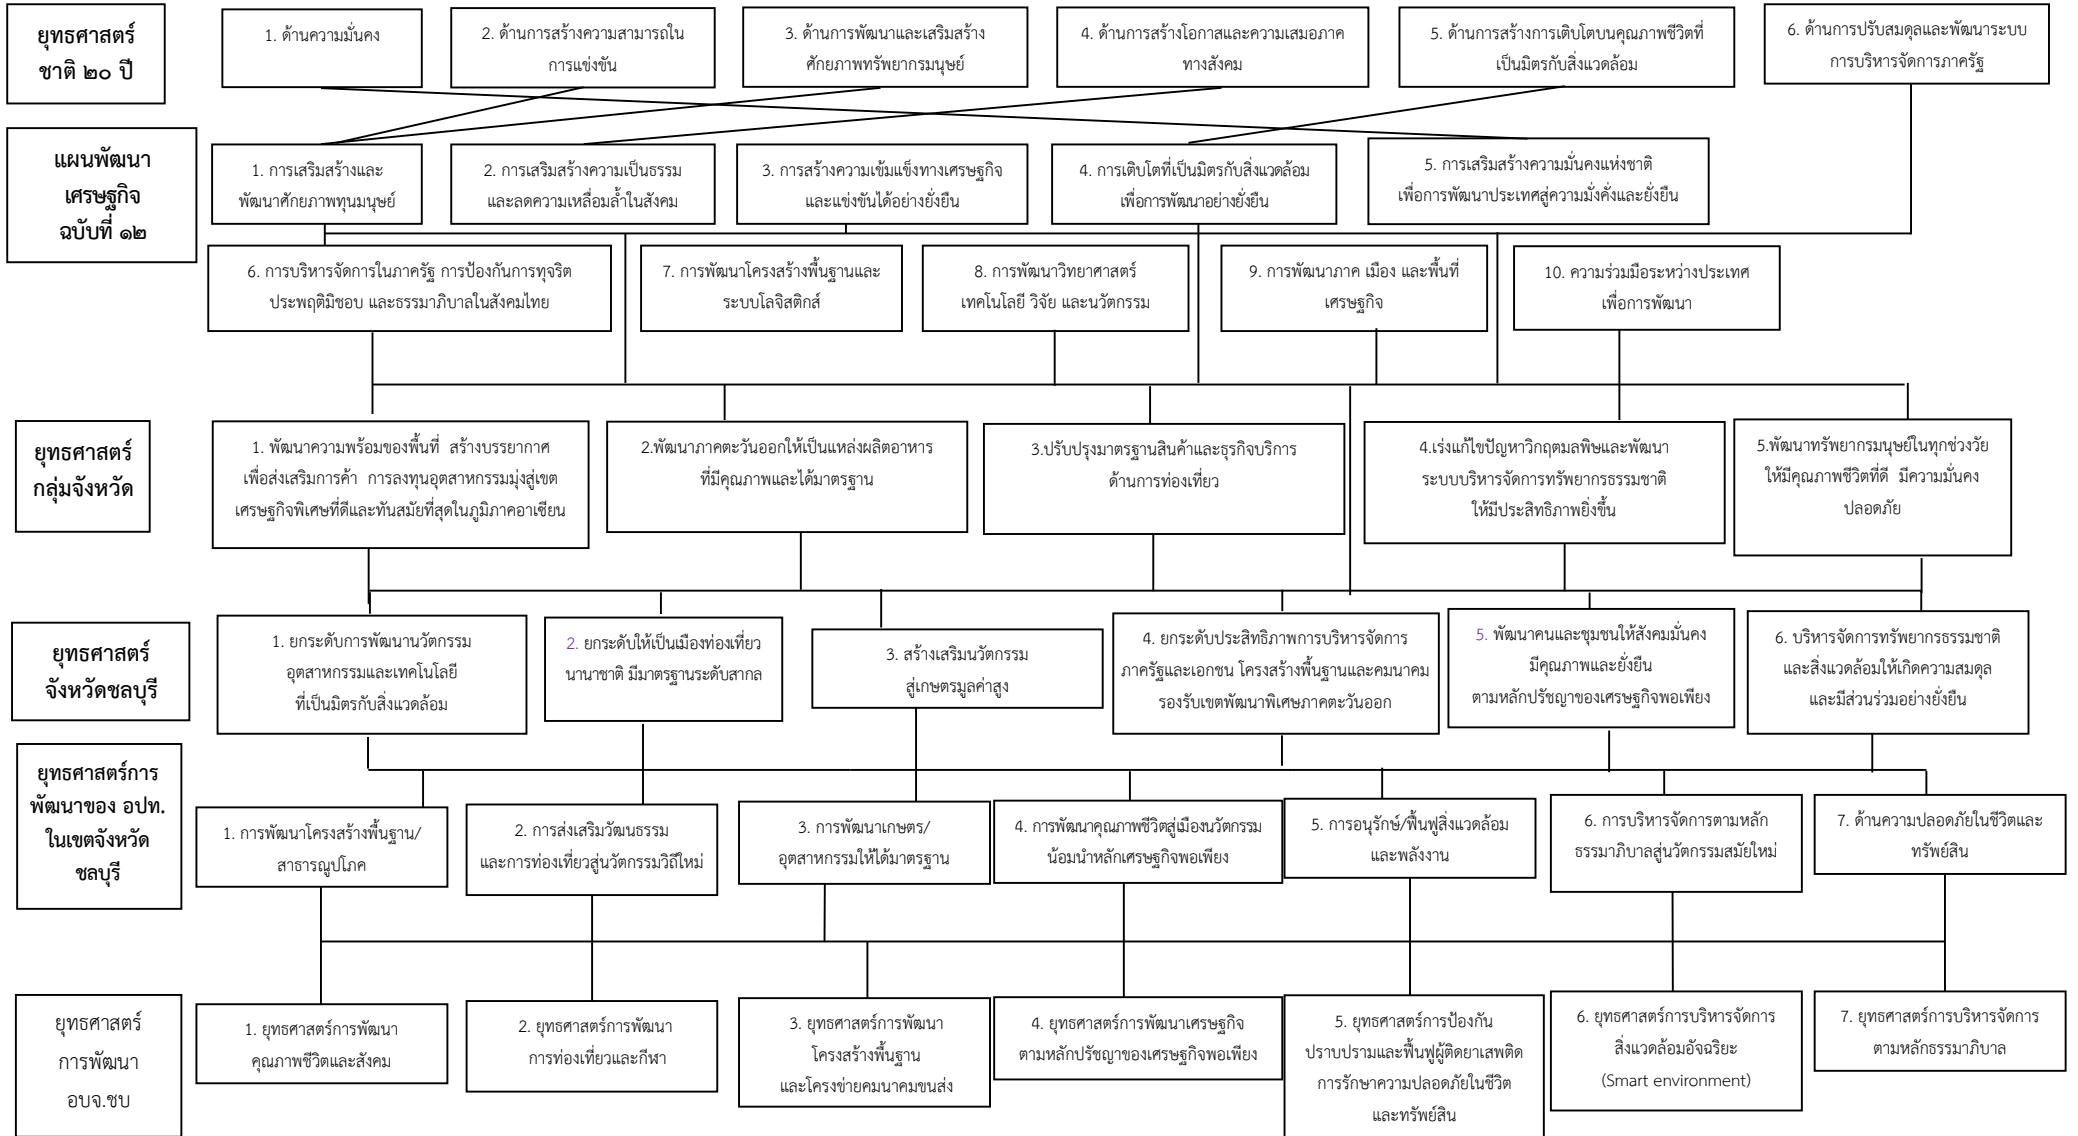 ยุทธศาสตร์
ชาติ ๒๐ ปี
1. ด้านความมั่นคง
2. ด้านการสร้างความสามารถใน
การแข่งขัน
3. ด้านการพัฒนาและเสริมสร้าง
ศักยภาพทรัพยากรมนุษย์
4. ด้านการสร้างโอกาสและความเสมอภาค
ทางสังคม
5. ด้านการสร้างการเติบโตบนคุณภาพชีวิตที่
เป็นมิตรกับสิ่งแวดล้อม
6. ด้านการปรับสมดุลและพัฒนาระบบ
การบริหารจัดการภาครัฐ
แผนพัฒนา
เศรษฐกิจ
ฉบับที่ ๑๒
1. การเสริมสร้างและ
พัฒนาศักยภาพทุนมนุษย์
2. การเสริมสร้างความเป็นธรรม
และลดความเหลื่อมล้ำในสังคม
3. การสร้างความเข้มแข็งทางเศรษฐกิจ
และแข่งขันได้อย่างยั่งยืน
4. การเติบโตที่เป็นมิตรกับสิ่งแวดล้อม
เพื่อการพัฒนาอย่างยั่งยืน
5. การเสริมสร้างความมั่นคงแห่งชาติ
เพื่อการพัฒนาประเทศสู่ความมั่งคั่งและยั่งยืน
6. การบริหารจัดการในภาครัฐ การป้องกันการทุจริต
ประพฤติมิชอบ และธรรมาภิบาลในสังคมไทย
7. การพัฒนาโครงสร้างพื้นฐานและ
ระบบโลจิสติกส์
8. การพัฒนาวิทยาศาสตร์
เทคโนโลยี วิจัย และนวัตกรรม
9. การพัฒนาภาค เมือง และพื้นที่
เศรษฐกิจ
10. ความร่วมมือระหว่างประเทศ
เพื่อการพัฒนา
ยุทธศาสตร์
กลุ่มจังหวัด
1. พัฒนาความพร้อมของพื้นที่ สร้างบรรยากาศ
เพื่อส่งเสริมการค้า การลงทุนอุตสาหกรรมมุ่งสู่เขต
เศรษฐกิจพิเศษที่ดีและทันสมัยที่สุดในภูมิภาคอาเซียน
2.พัฒนาภาคตะวันออกให้เป็นแหล่งผลิตอาหาร
ที่มีคุณภาพและได้มาตรฐาน
3.ปรับปรุงมาตรฐานสินค้าและธุรกิจบริการ
ด้านการท่องเที่ยว
4.เร่งแก้ไขปัญหาวิกฤตมลพิษและพัฒนา
ระบบบริหารจัดการทรัพยากรธรรมชาติ
ให้มีประสิทธิภาพยิ่งขึ้น
5.พัฒนาทรัพยากรมนุษย์ในทุกช่วงวัย
ให้มีคุณภาพชีวิตที่ดี มีความมั่นคง
ปลอดภัย
ยุทธศาสตร์
จังหวัดชลบุรี
1. ยกระดับการพัฒนานวัตกรรม
อุตสาหกรรมและเทคโนโลยี
ที่เป็นมิตรกับสิ่งแวดล้อม
2. ยกระดับให้เป็นเมืองท่องเที่ยว
นานาชาติ มีมาตรฐานระดับสากล
3. สร้างเสริมนวัตกรรม
สู่เกษตรมูลค่าสูง
4. ยกระดับประสิทธิภาพการบริหารจัดการ
ภาครัฐและเอกชน โครงสร้างพื้นฐานและคมนาคม
รองรับเขตพัฒนาพิเศษภาคตะวันออก
5. พัฒนาคนและชุมชนให้สังคมมั่นคง
มีคุณภาพและยั่งยืน
ตามหลักปรัชญาของเศรษฐกิจพอเพียง
6. บริหารจัดการทรัพยากรธรรมชาติ
และสิ่งแวดล้อมให้เกิดความสมดุล
และมีส่วนร่วมอย่างยั่งยืน
ยุทธศาสตร์การ
พัฒนาของ อปท.
ในเขตจังหวัด
ชลบุรี
1. การพัฒนาโครงสร้างพื้นฐาน/
สาธารณูปโภค
2. การส่งเสริมวัฒนธรรม
และการท่องเที่ยวสู่นวัตกรรมวิถีใหม่
3. การพัฒนาเกษตร/
อุตสาหกรรมให้ได้มาตรฐาน
4. การพัฒนาคุณภาพชีวิตสู่เมืองนวัตกรรม
น้อมนำหลักเศรษฐกิจพอเพียง
5. การอนุรักษ์/ฟื้นฟูสิ่งแวดล้อม
และพลังงาน
6. การบริหารจัดการตามหลัก
ธรรมาภิบาลสู่นวัตกรรมสมัยใหม่
7. ด้านความปลอดภัยในชีวิตและ
ทรัพย์สิน
ยุทธศาสตร์
การพัฒนา
อบจ.ชบ
1. ยุทธศาสตร์การพัฒนา
คุณภาพชีวิตและสังคม
2. ยุทธศาสตร์การพัฒนา
การท่องเที่ยวและกีฬา
3. ยุทธศาสตร์การพัฒนา
โครงสร้างพื้นฐาน
และโครงข่ายคมนาคมขนส่ง
4. ยุทธศาสตร์การพัฒนาเศรษฐกิจ
ตามหลักปรัชญาของเศรษฐกิจพอเพียง
5. ยุทธศาสตร์การป้องกัน
ปราบปรามและฟื้นฟูผู้ติดยาเสพติด
การรักษาความปลอดภัยในชีวิต
และทรัพย์สิน
6. ยุทธศาสตร์การบริหารจัดการ
สิ่งแวดล้อมอัจฉริยะ
(Smart environment)
7. ยุทธศาสตร์การบริหารจัดการ
ตามหลักธรรมาภิบาล